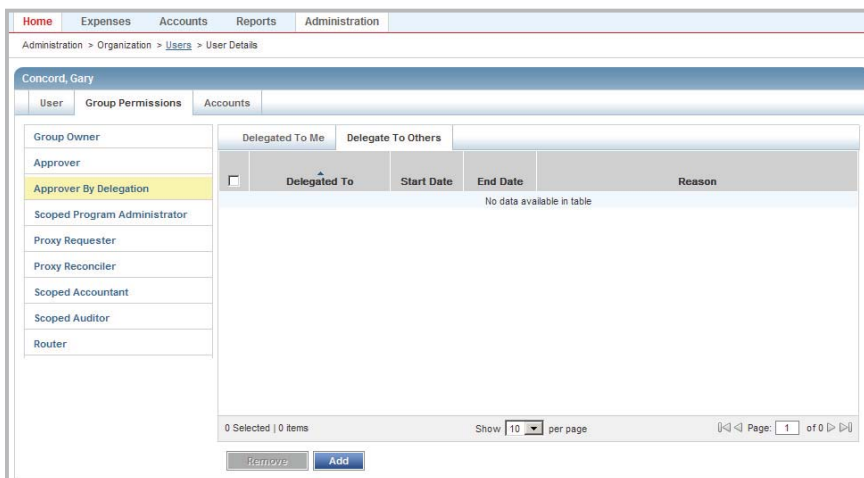 Home Expenses Accounts Reports Administration
Administration > Organization > Users > User Details
Concord, Gary
User Group Permissions Accounts
Group Owner
Approver
Approver By Delegation
Scoped Program Administrator
Proxy Requester
Proxy Reconciler
Scoped Accountant
Scoped Auditor
Router
Delegated To Me Delegate To Others
Delegated To Start Date End Date Reason
No data available in table
0 Selected | 0 items Show 10 per page Page: 1 of 0
Remove Add